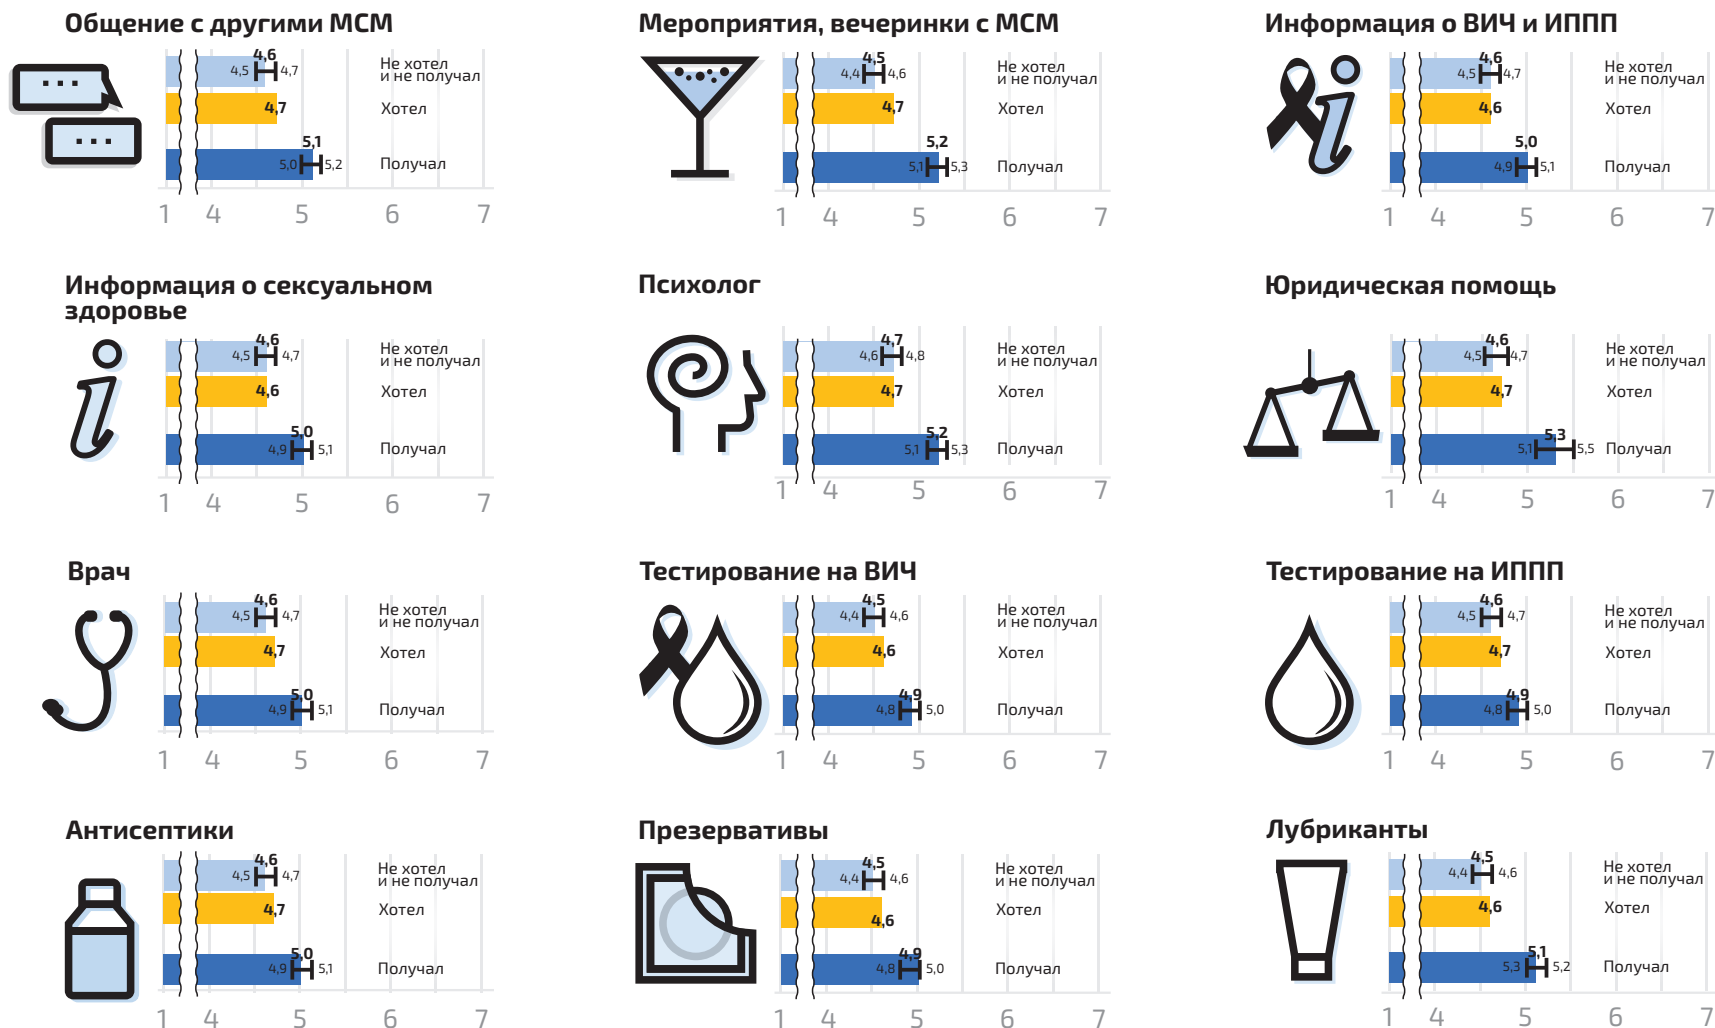 Общение с другими МСМ
4,6
4,5 4,7
Не хотел
и не получал
4,7
Хотел
5,1
5,0 5,2
Получал
1 4 5 6 7
Мероприятия, вечеринки с МСМ
4,5
4,4 4,6
Не хотел
и не получал
4,7
Хотел
5,2
5,1 5,3
Получал
1 4 5 6 7
Информация о ВИЧ и ИППП
4,6
4,5 4,7
Не хотел
и не получал
4,6
Хотел
5,0
4,9 5,1
Получал
1 4 5 6 7
Информация о сексуальном
здоровье
4,6
4,5 4,7
Не хотел
и не получал
4,6
Хотел
5,0
4,9 5,1
Получал
1 4 5 6 7
Психолог
4,7
4,6 4,8
Не хотел
и не получал
4,7
Хотел
5,2
5,1 5,3
Получал
1 4 5 6 7
Юридическая помощь
4,6
4,5 4,7
Не хотел
и не получал
4,7
Хотел
5,3
5,1 5,5
Получал
1 4 5 6 7
Врач
4,6
4,5 4,7
Не хотел
и не получал
4,7
Хотел
5,0
4,9 5,1
Получал
1 4 5 6 7
Тестирование на ВИЧ
4,5
4,4 4,6
Не хотел
и не получал
4,6
Хотел
4,9
4,8 5,0
Получал
1 4 5 6 7
Тестирование на ИППП
4,6
4,5 4,7
Не хотел
и не получал
4,7
Хотел
4,9
4,8 5,0
Получал
1 4 5 6 7
Антисептики
4,6
4,5 4,7
Не хотел
и не получал
4,7
Хотел
5,0
4,9 5,1
Получал
1 4 5 6 7
Презервативы
4,5
4,4 4,6
Не хотел
и не получал
4,6
Хотел
4,9
4,8 5,0
Получал
1 4 5 6 7
Лубриканты
4,5
4,4 4,6
Не хотел
и не получал
4,6
Хотел
5,1
5,3 5,2
Получал
1 4 5 6 7